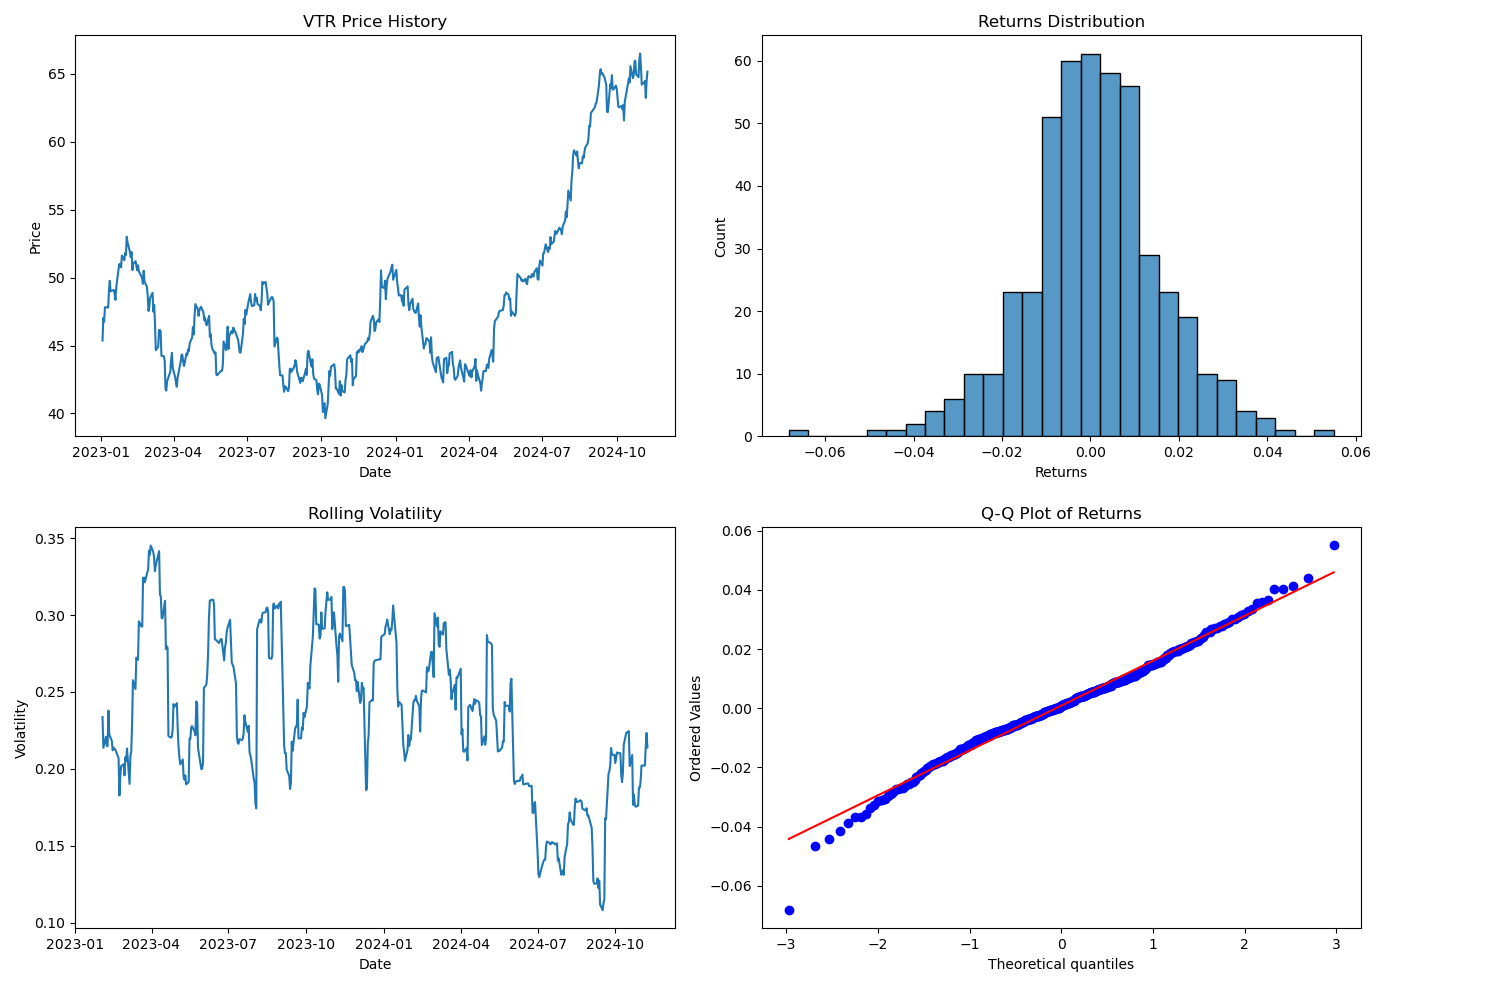 VTR Price History
Price
65
60
55
50
45
40
2023-01 2023-04 2023-07 2023-10 2024-01 2024-04 2024-07 2024-10
Date
Returns Distribution
Count
60
50
40
30
20
10
0
−0.06 −0.04 −0.02 0.00 0.02 0.04 0.06
Returns
Rolling Volatility
Volatility
0.35
0.30
0.25
0.20
0.15
0.10
2023-01 2023-04 2023-07 2023-10 2024-01 2024-04 2024-07 2024-10
Date
Q-Q Plot of Returns
Ordered Values
0.06
0.04
0.02
0.00
−0.02
−0.04
−0.06
−3 −2 −1 0 1 2 3
Theoretical quantiles